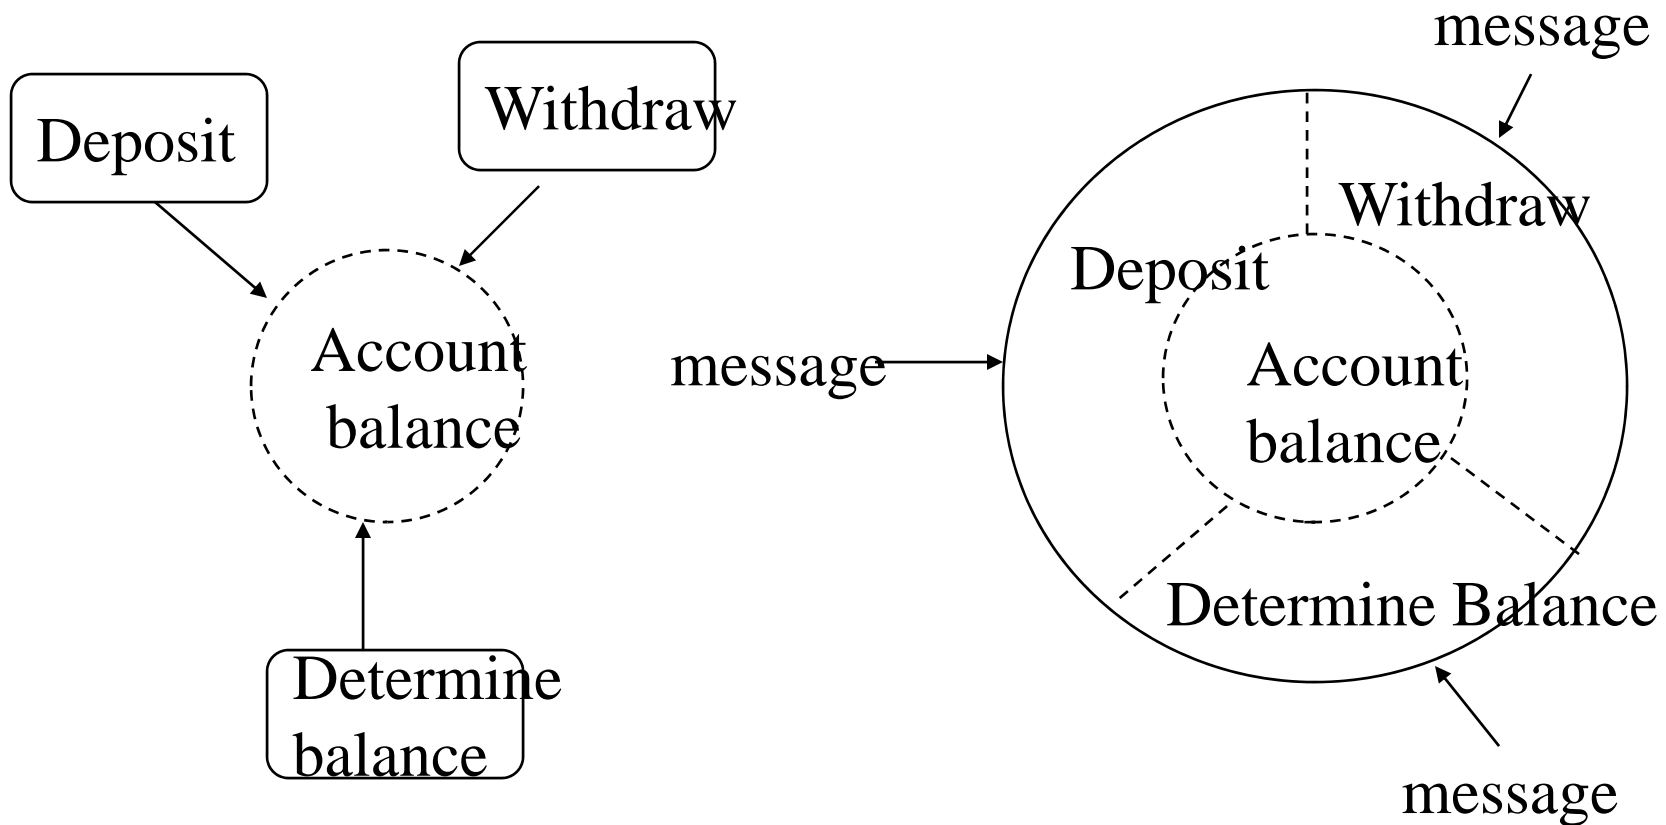 Deposit
Withdraw
Account
balance
Determine
balance
message
message
Withdraw
Deposit
Account
balance
Determine Balance
message